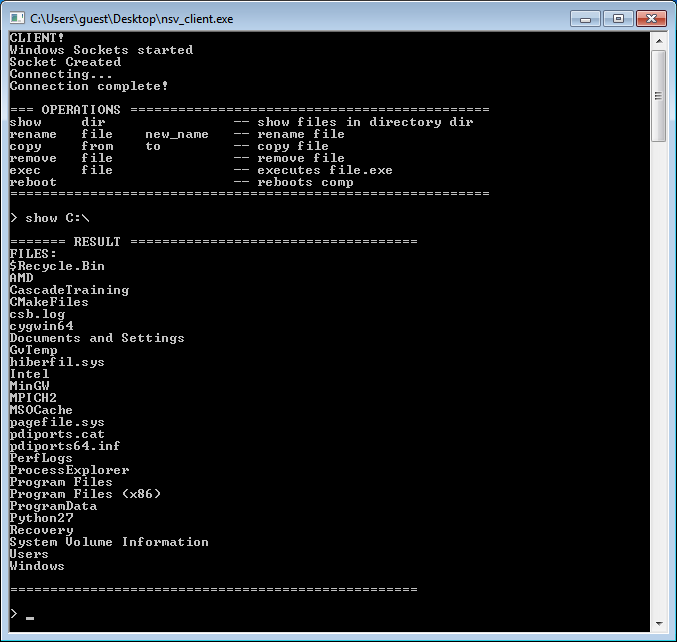 C:\Users\guest\Desktop\nsv_client.exe
CLIENT!
Windows Sockets started
Socket Created
Connecting...
Connection complete!
=== OPERATIONS =============================================
show     dir                -- show files in directory dir
rename   file    new_name   -- rename file
copy     from    to         -- copy file
remove   file               -- remove file
exec     file               -- executes file.exe
reboot                      -- reboots comp
============================================================
> show C:\
======= RESULT ====================================
FILES:
$Recycle.Bin
AMD
CascadeTraining
CMakeFiles
csb.log
cygwin64
Documents and Settings
GvTemp
hiberfil.sys
Intel
MinGW
MPICH2
MSOCache
pagefile.sys
pdiports.cat
pdiports64.inf
PerfLogs
ProcessExplorer
Program Files
Program Files (x86)
ProgramData
Python27
Recovery
System Volume Information
Users
Windows
===================================================
> _